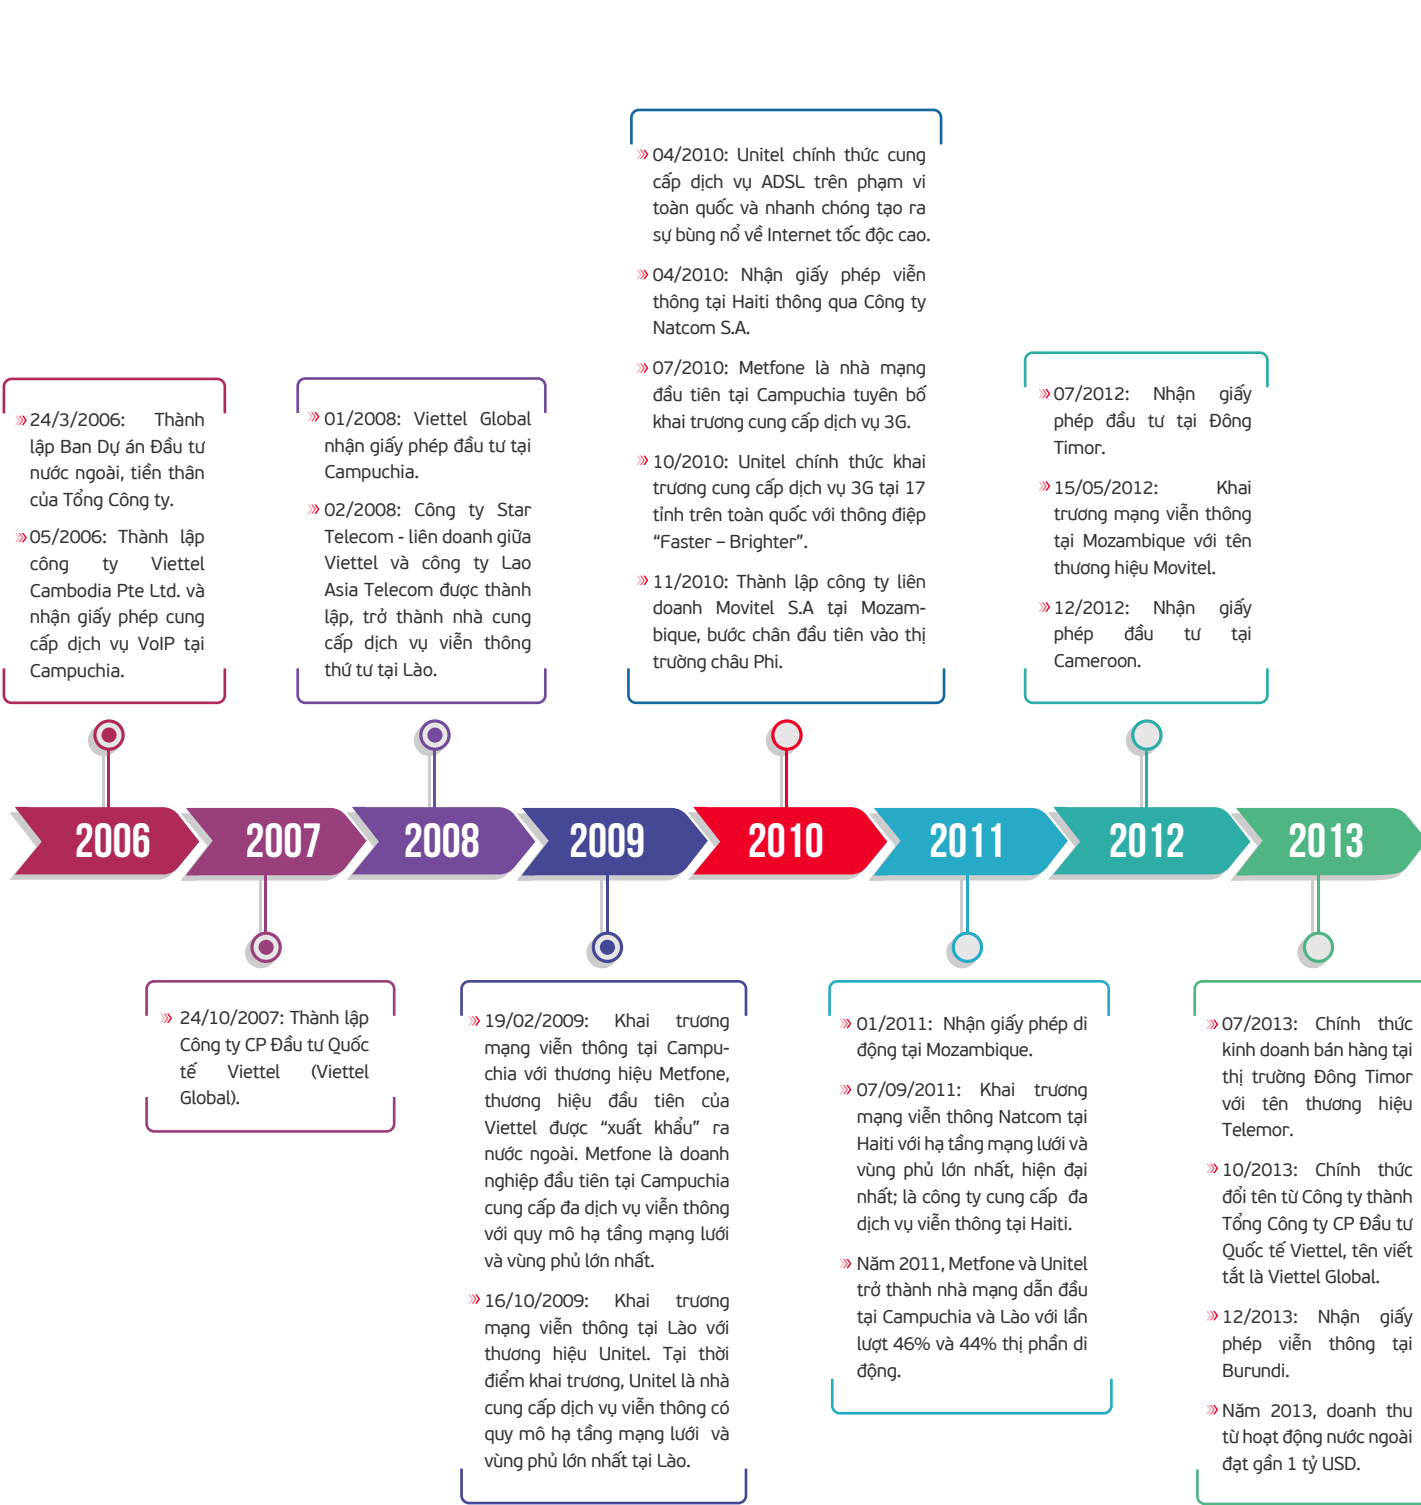 24/3/2006: Thành
lập Ban Dự án Đầu tư
nước ngoài, tiền thân
của Tổng Công ty.
05/2006: Thành lập
công ty Viettel
Cambodia Pte Ltd. và
nhận giấy phép cung
cấp dịch vụ VoIP tại
Campuchia.
01/2008: Viettel Global
nhận giấy phép đầu tư tại
Campuchia.
02/2008: Công ty Star
Telecom - liên doanh giữa
Viettel và công ty Lao
Asia Telecom được thành
lập, trở thành nhà cung
cấp dịch vụ viễn thông
thứ tư tại Lào.
04/2010: Unitel chính thức cung
cấp dịch vụ ADSL trên phạm vi
toàn quốc và nhanh chóng tạo ra
sự bùng nổ về Internet tốc độc cao.
04/2010: Nhận giấy phép viễn
thông tại Haiti thông qua Công ty
Natcom S.A.
07/2010: Metfone là nhà mạng
đầu tiên tại Campuchia tuyên bố
khai trương cung cấp dịch vụ 3G.
10/2010: Unitel chính thức khai
trương cung cấp dịch vụ 3G tại 17
tỉnh trên toàn quốc với thông điệp
“Faster – Brighter”.
11/2010: Thành lập công ty liên
doanh Movitel S.A tại Mozam-
bique, bước chân đầu tiên vào thị
trường châu Phi.
07/2012: Nhận giấy
phép đầu tư tại Đông
Timor.
15/05/2012: Khai
trương mạng viễn thông
tại Mozambique với tên
thương hiệu Movitel.
12/2012: Nhận giấy
phép đầu tư tại
Cameroon.
2006
2007
2008
2009
2010
2011
2012
2013
24/10/2007: Thành lập
Công ty CP Đầu tư Quốc
tế Viettel (Viettel
Global).
19/02/2009: Khai trương
mạng viễn thông tại Campu-
chia với thương hiệu Metfone,
thương hiệu đầu tiên của
Viettel được “xuất khẩu” ra
nước ngoài. Metfone là doanh
nghiệp đầu tiên tại Campuchia
cung cấp đa dịch vụ viễn thông
với quy mô hạ tầng mạng lưới
và vùng phủ lớn nhất.
16/10/2009: Khai trương
mạng viễn thông tại Lào với
thương hiệu Unitel. Tại thời
điểm khai trương, Unitel là nhà
cung cấp dịch vụ viễn thông có
quy mô hạ tầng mạng lưới và
vùng phủ lớn nhất tại Lào.
01/2011: Nhận giấy phép di
động tại Mozambique.
07/09/2011: Khai trương
mạng viễn thông Natcom tại
Haiti với hạ tầng mạng lưới và
vùng phủ lớn nhất, hiện đại
nhất; là công ty cung cấp đa
dịch vụ viễn thông tại Haiti.
Năm 2011, Metfone và Unitel
trở thành nhà mạng dẫn đầu
tại Campuchia và Lào với lần
lượt 46% và 44% thị phần di
động.
07/2013: Chính thức
kinh doanh bán hàng tại
thị trường Đông Timor
với tên thương hiệu
Telemor.
10/2013: Chính thức
đổi tên từ Công ty thành
Tổng Công ty CP Đầu tư
Quốc tế Viettel, tên viết
tắt là Viettel Global.
12/2013: Nhận giấy
phép viễn thông tại
Burundi.
Năm 2013, doanh thu
từ hoạt động nước ngoài
đạt gần 1 tỷ USD.